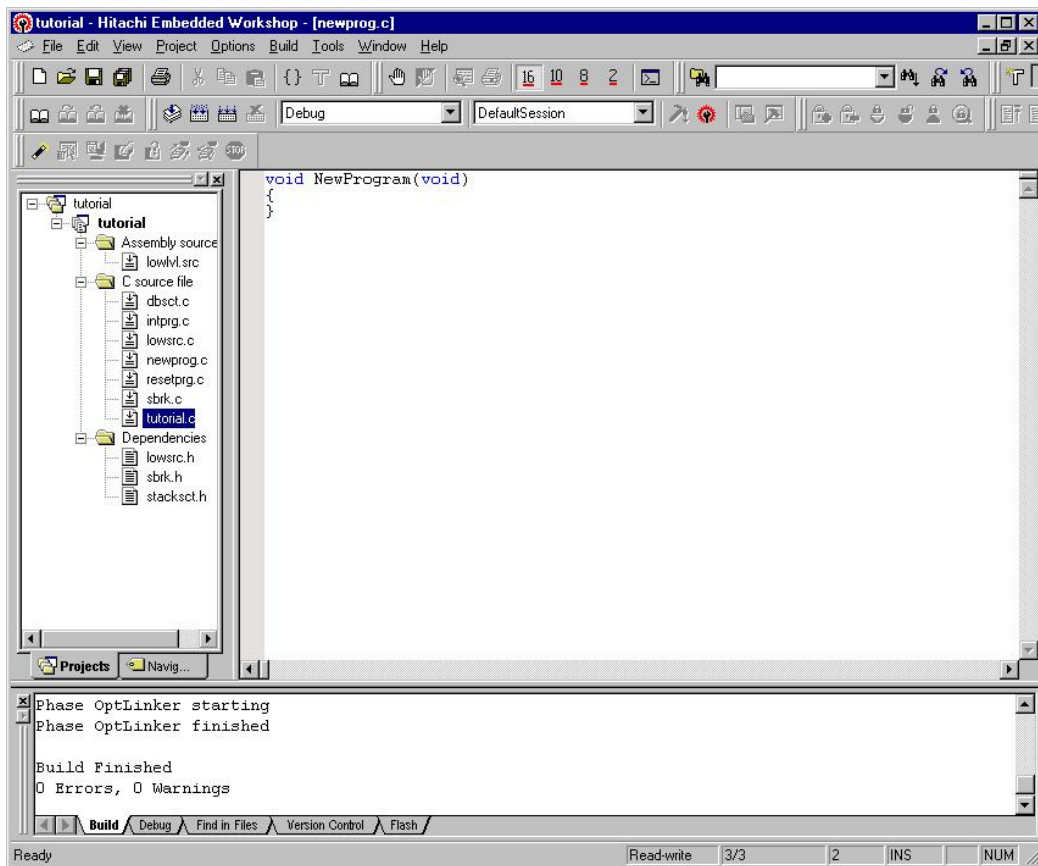 tutorial - Hitachi Embedded Workshop - [newprog.c]
File Edit View Project Options Build Tools Window Help
16 10 8 2
Debug DefaultSession
STOP
tutorial
tutorial
Assembly source
lowlvl.src
C source file
dbsct.c
intprg.c
lowsrc.c
newprog.c
resetprg.c
sbrk.c
tutorial.c
Dependencies
lowsrc.h
sbrk.h
stacksct.h
Projects Navig...
void NewProgram(void)
{
}
Phase OptLinker starting
Phase OptLinker finished
Build Finished
0 Errors, 0 Warnings
Build Debug Find in Files Version Control Flash
Ready Read-write 3/3 2 INS NUM